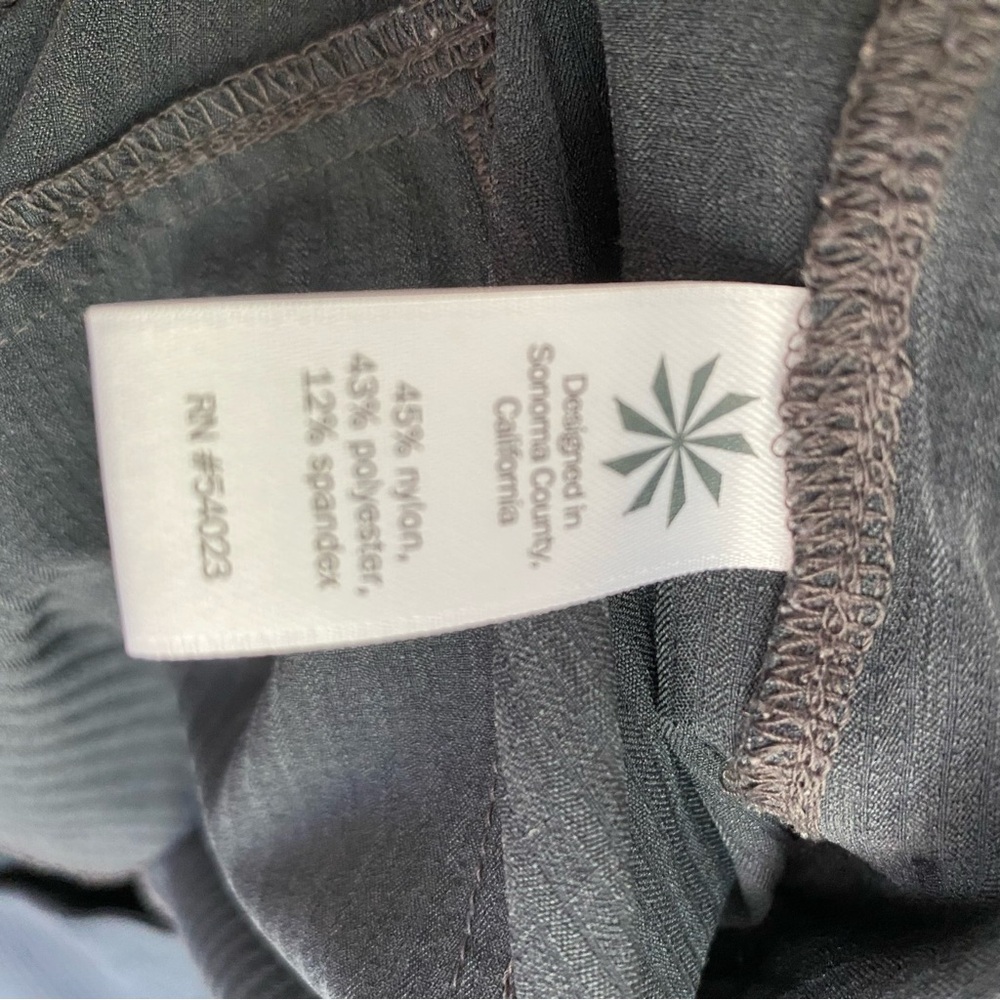 Designed in
Sonoma County,
California
45% nylon,
43% polyester,
12% spandex
RN #54023